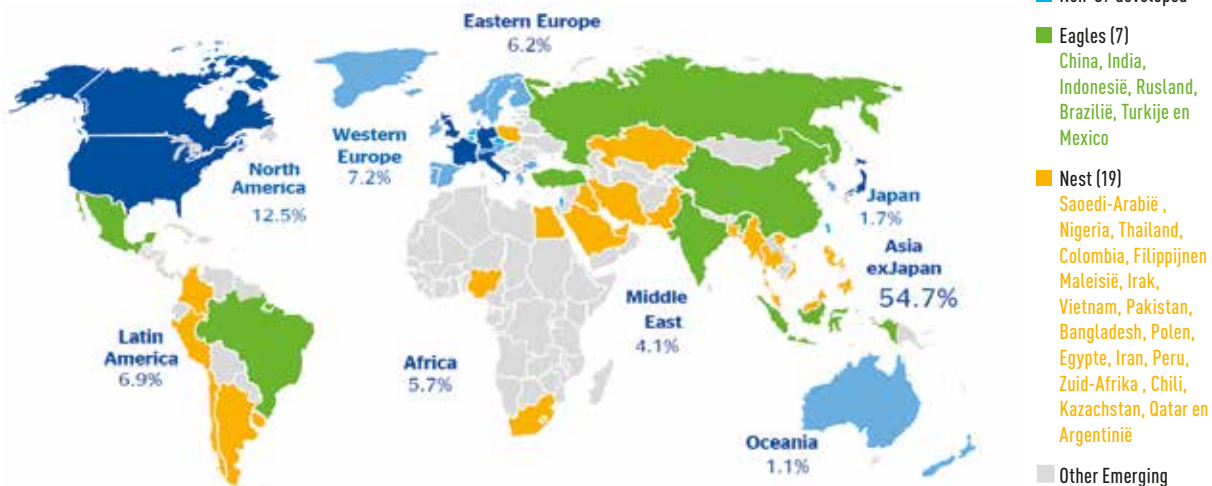 Eastern Europe
6.2%
Western
Europe
7.2%
North
America
12.5%
Japan
1.7%
Asia
exJapan
54.7%
Middle
East
4.1%
Latin
America
6.9%
Africa
5.7%
Oceania
1.1%
Eagles (7)
China, India,
Indonesië, Rusland,
Brazilië, Turkije en
Mexico
Nest (19)
Saoedi-Arabië ,
Nigeria, Thailand,
Colombia, Filippijnen
Maleisië, Irak,
Vietnam, Pakistan,
Bangladesh, Polen,
Egypte, Iran, Peru,
Zuid-Afrika , Chili,
Kazachstan, Qatar en
Argentinië
Other Emerging